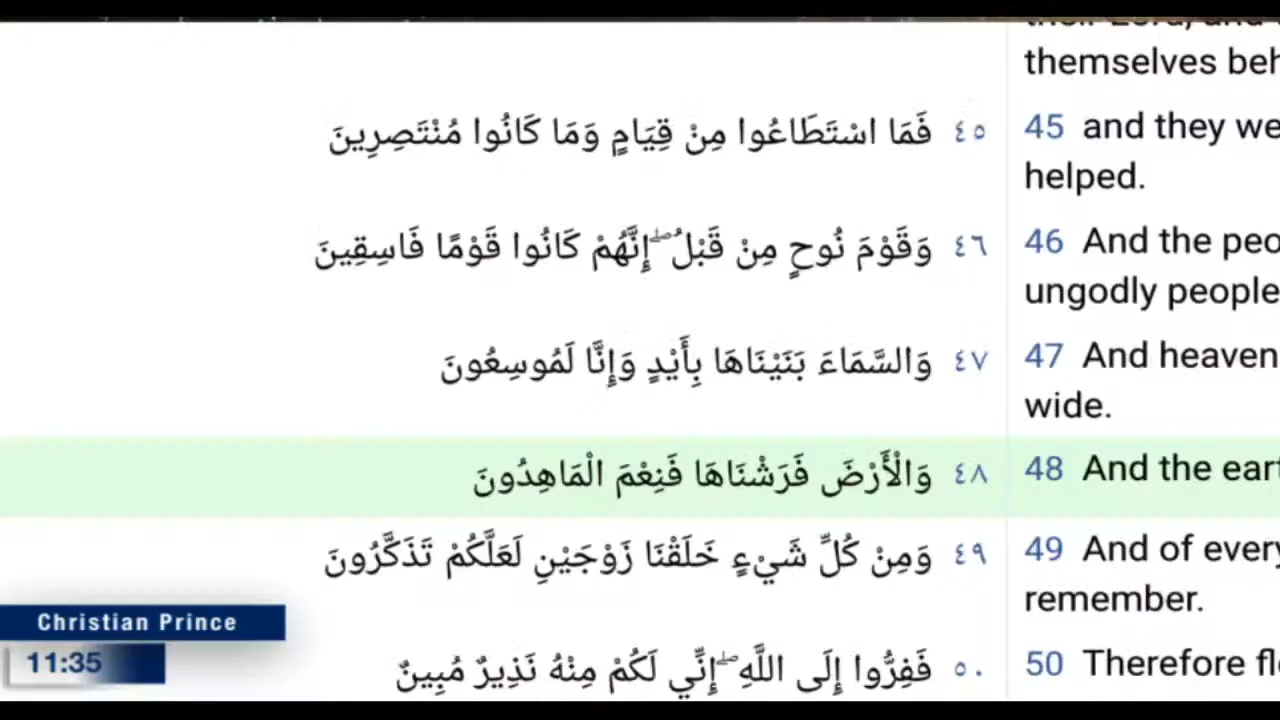 themselves beh
فَمَا اسْتَطَاعُوا مِنْ قِيَامٍ وَمَا كَانُوا مُنْتَصِرِينَ ٤٥
45 and they we
helped.
وَقَوْمَ نُوحٍ مِنْ قَبْلُ ۖ إِنَّهُمْ كَانُوا قَوْمًا فَاسِقِينَ ٤٦
46 And the peo
ungodly people
وَالسَّمَاءَ بَنَيْنَاهَا بِأَيْدٍ وَإِنَّا لَمُوسِعُونَ ٤٧
47 And heaven
wide.
وَالْأَرْضَ فَرَشْنَاهَا فَنِعْمَ الْمَاهِدُونَ ٤٨
48 And the eart
وَمِنْ كُلِّ شَيْءٍ خَلَقْنَا زَوْجَيْنِ لَعَلَّكُمْ تَذَكَّرُونَ ٤٩
49 And of every
remember.
فَفِرُّوا إِلَى اللَّهِ ۖ إِنِّي لَكُمْ مِنْهُ نَذِيرٌ مُبِينٌ ٥٠
50 Therefore fle
Christian Prince
11:35